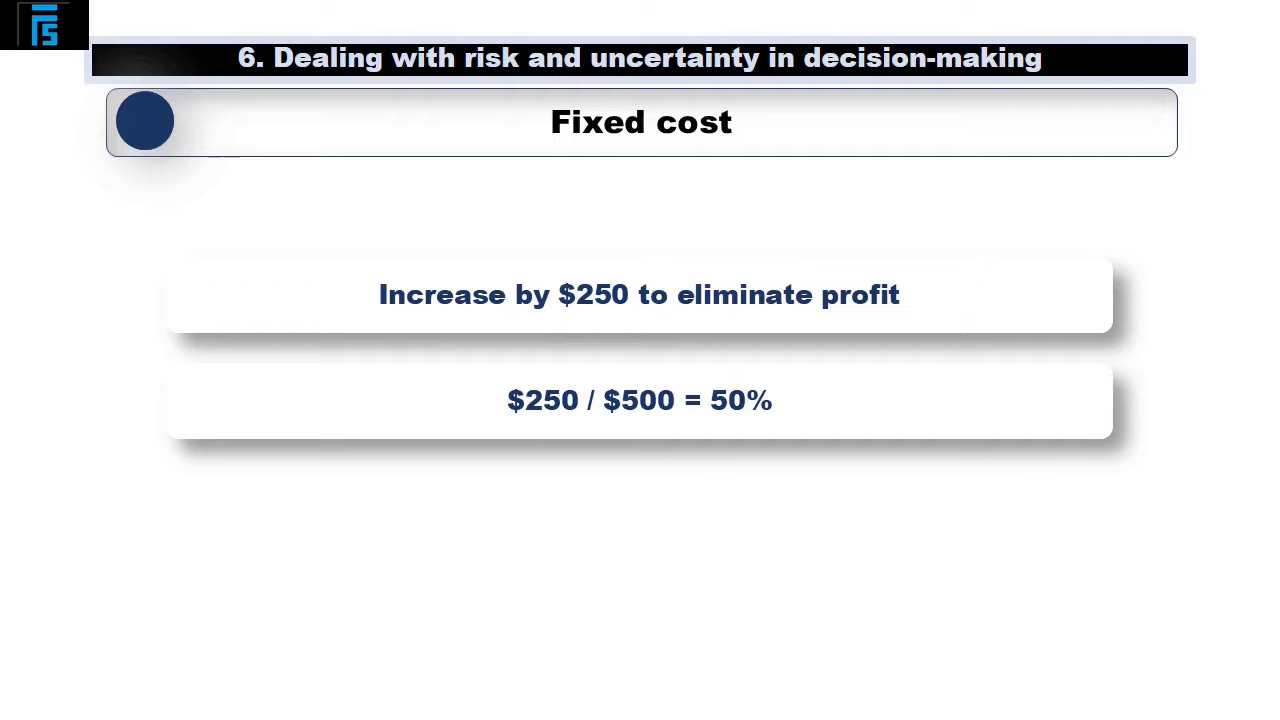 6. Dealing with risk and uncertainty in decision-making
Fixed cost
Increase by $250 to eliminate profit
$250 / $500 = 50%